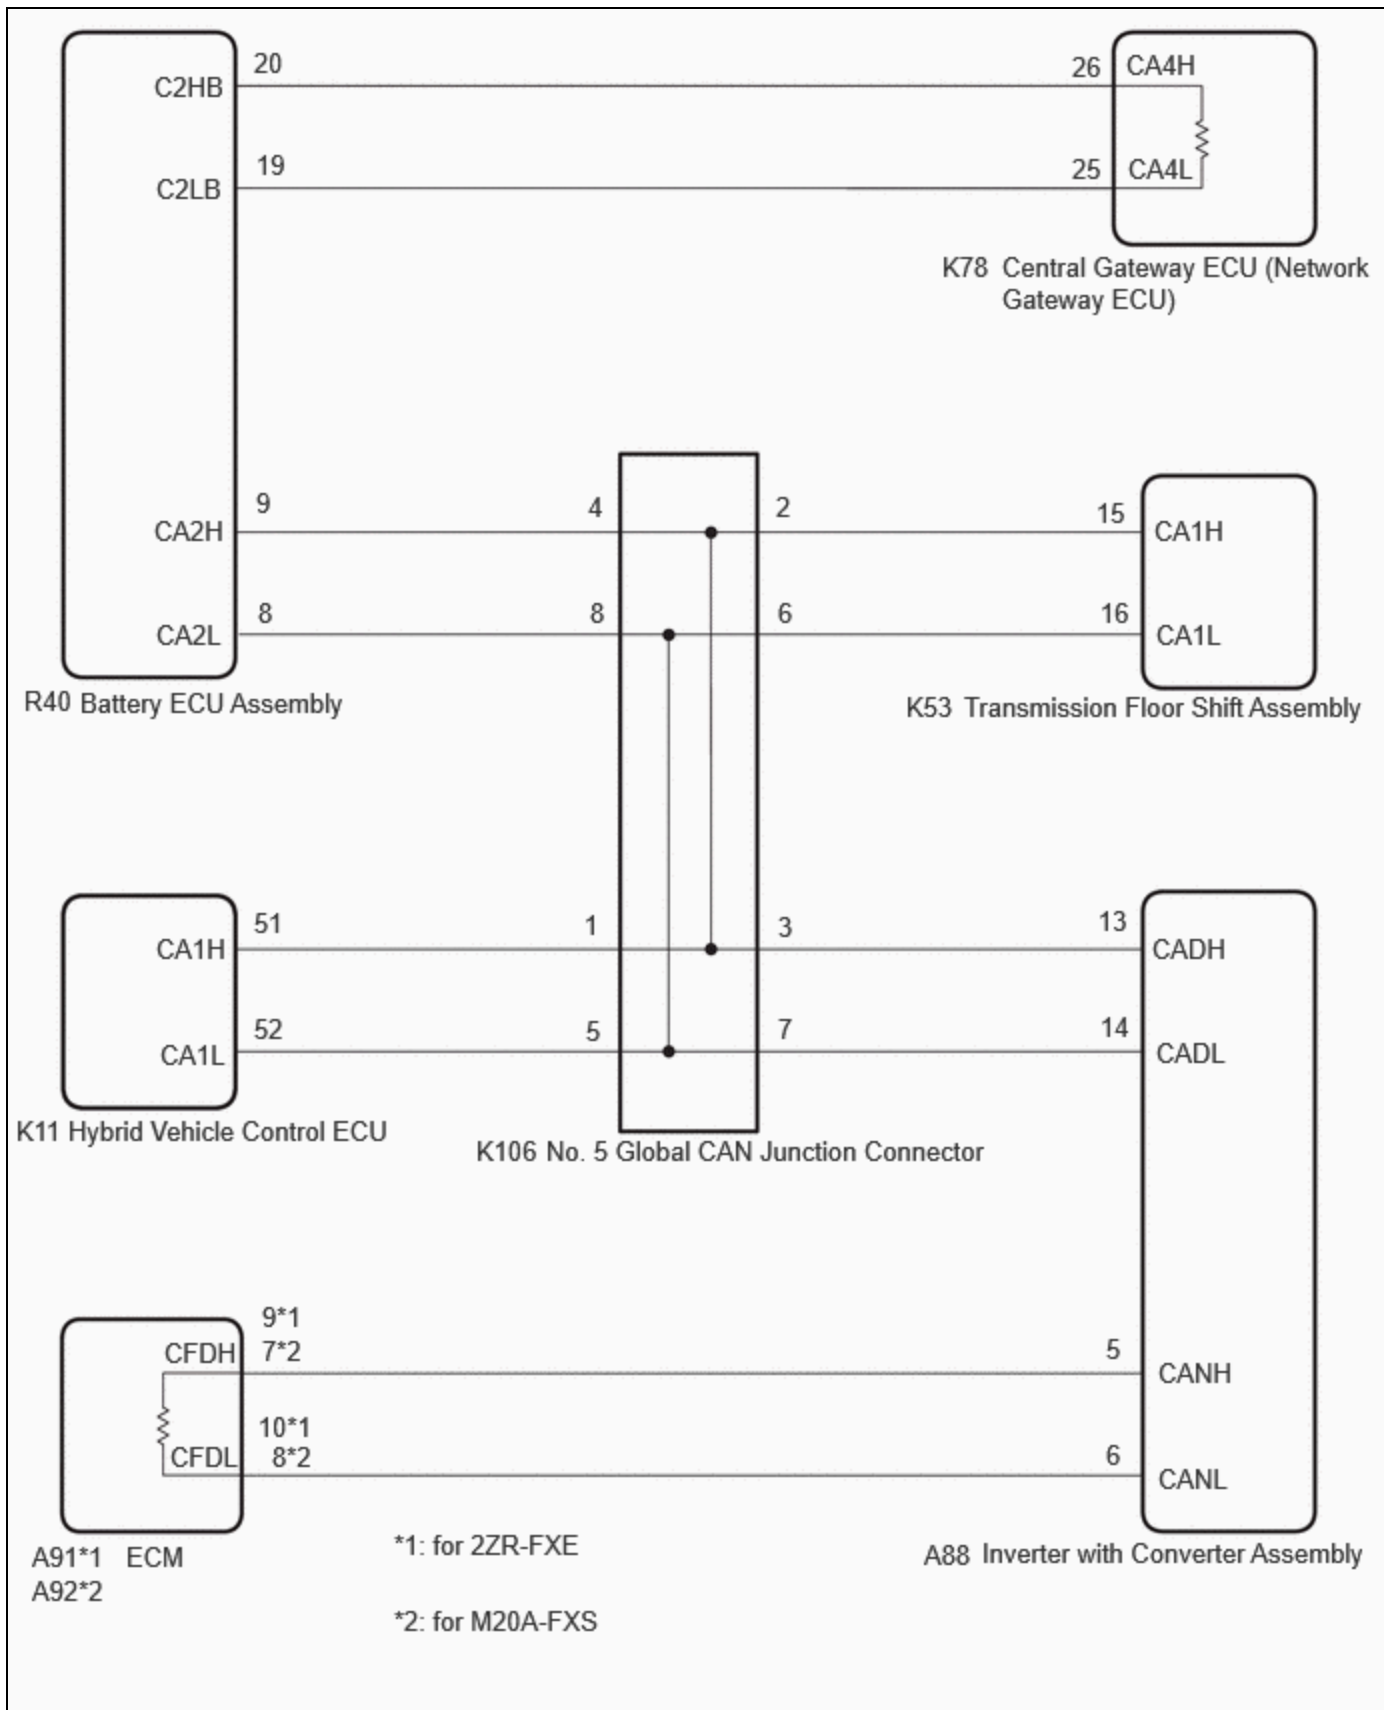 20
26 CA4H
C2HB
19
25 CA4L
C2LB
K78 Central Gateway ECU (Network
Gateway ECU)
9 4 2 15
CA2H CA1H
8 8 6 16
CA2L CA1L
R40 Battery ECU Assembly
K53 Transmission Floor Shift Assembly
51 1 3 13
CA1H CADH
52 5 7 14
CA1L CADL
K11 Hybrid Vehicle Control ECU
K106 No. 5 Global CAN Junction Connector
9*1
CFDH 7*2 5
CANH
10*1
CFDL 8*2 6
CANL
*1: for 2ZR-FXE
A91*1 ECM
A88 Inverter with Converter Assembly
A92*2
*2: for M20A-FXS